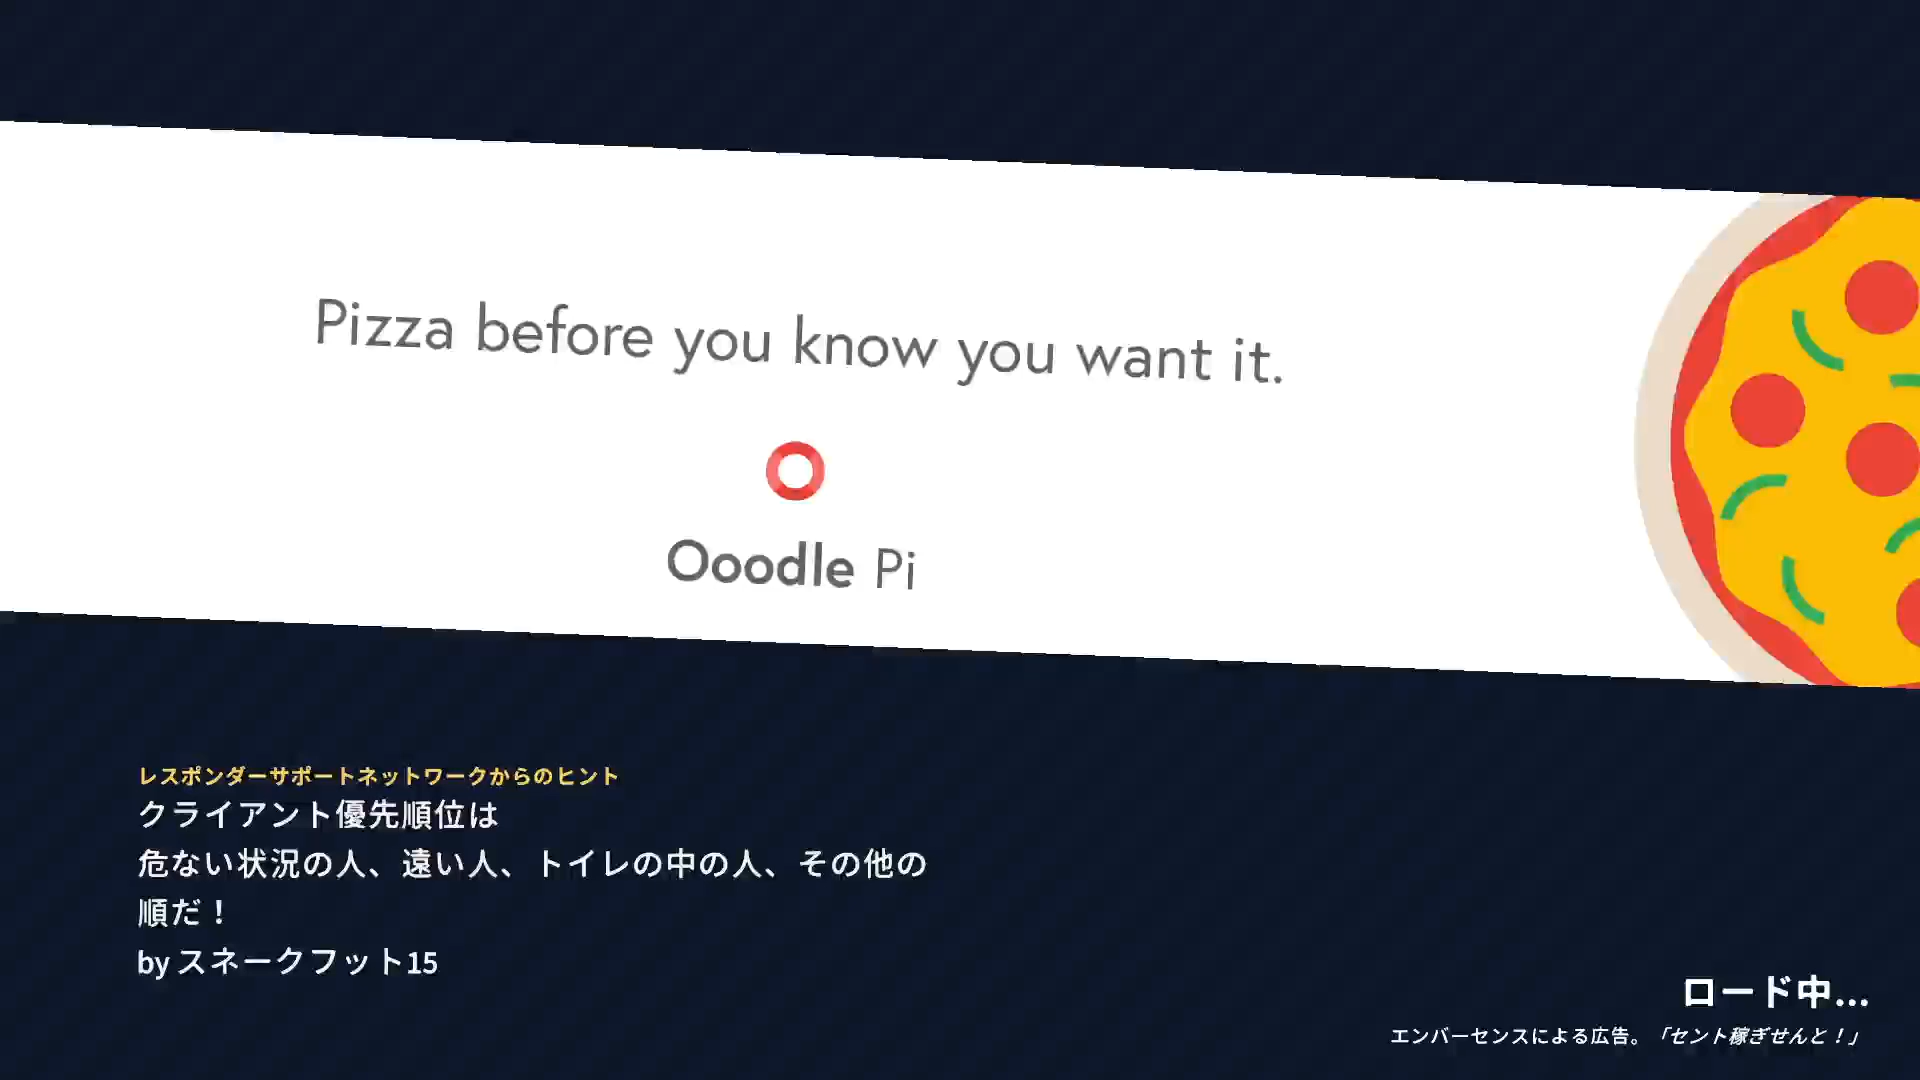 Pizza before you know you want it.
Ooodle Pi
レスポンダーサポートネットワークからのヒント
クライアント優先順位は
危ない状況の人、遠い人、トイレの中の人、その他の
順だ！
by スネークフット15
ロード中...
エンバーセンスによる広告。「セント稼ぎせんと！」